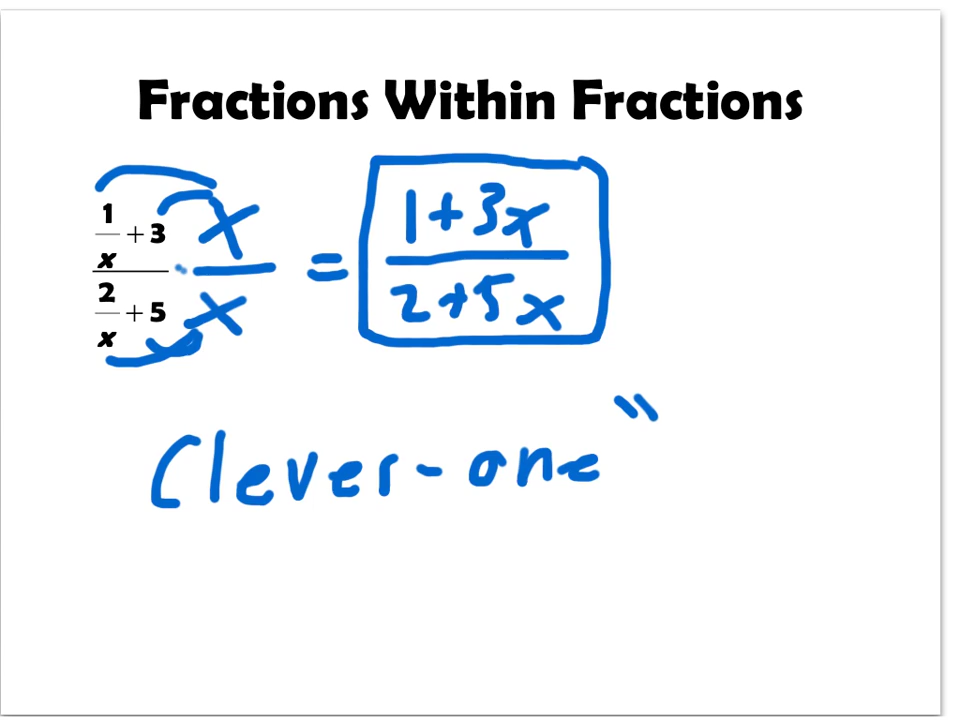 Fractions Within Fractions
1/x + 3 x 1+3x
— · — = —
2/x + 5 x 2+5x
Clever-one"